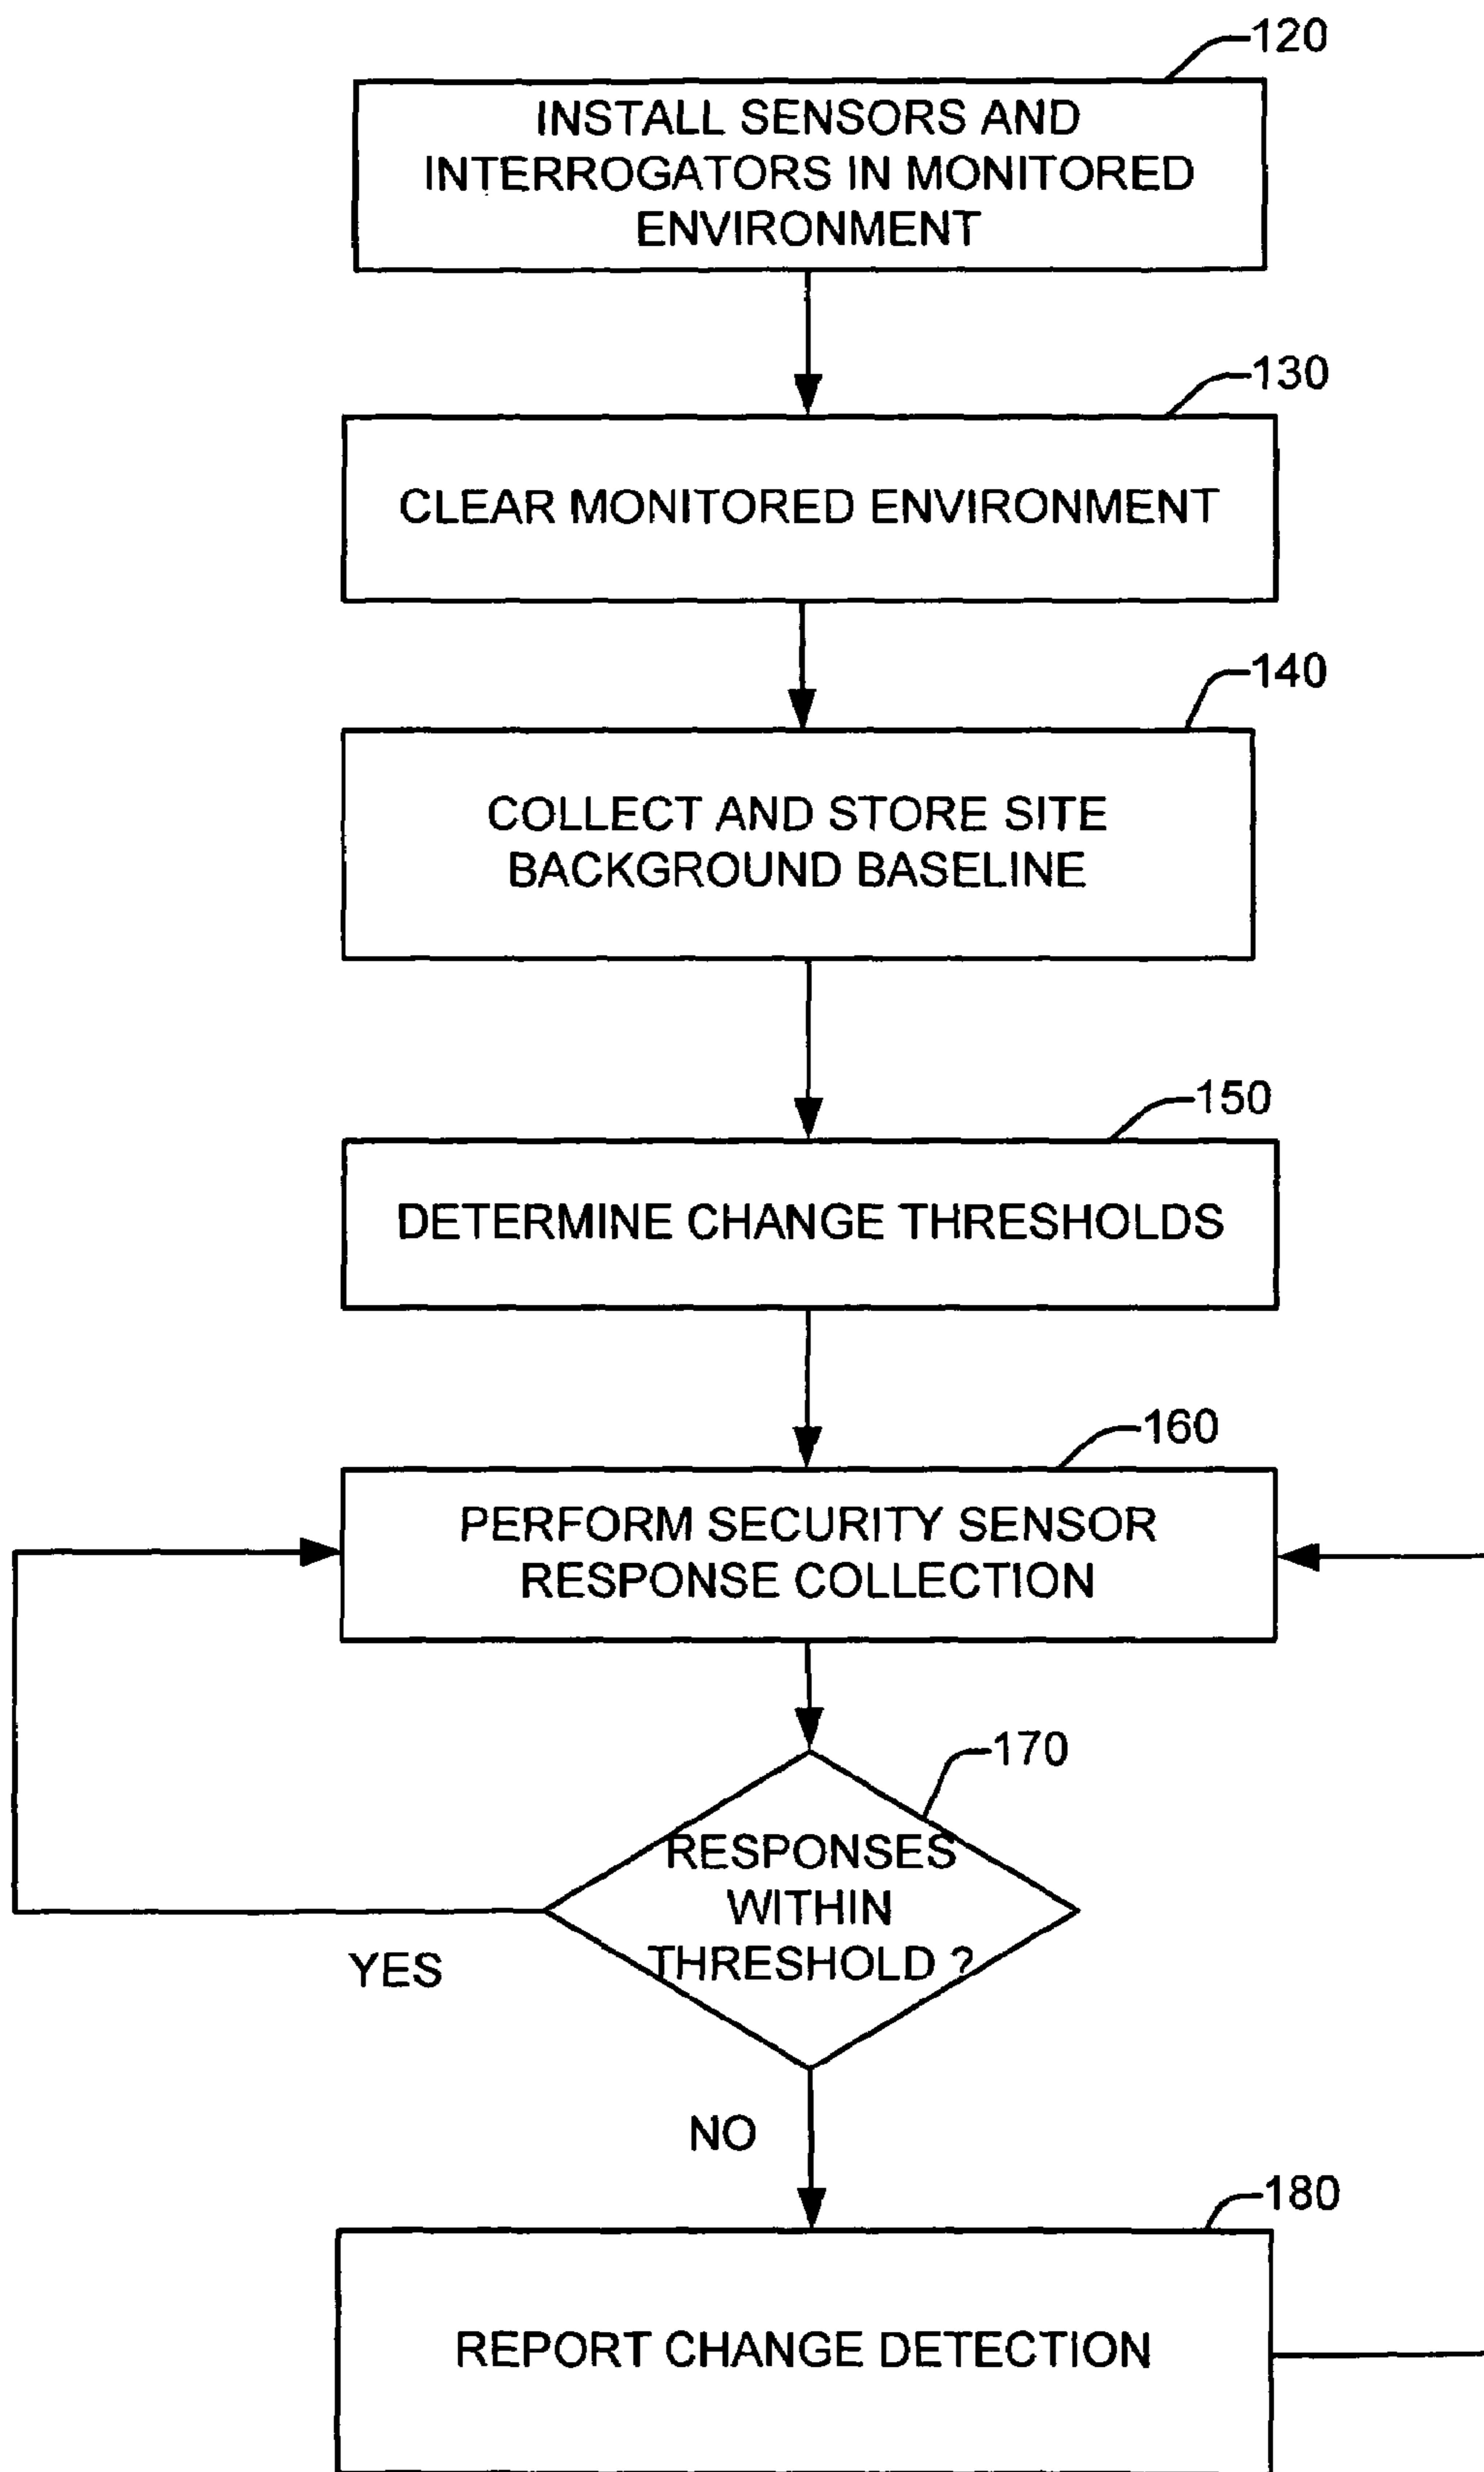 120
INSTALL SENSORS AND
INTERROGATORS IN MONITORED
ENVIRONMENT
130
CLEAR MONITORED ENVIRONMENT
140
COLLECT AND STORE SITE
BACKGROUND BASELINE
150
DETERMINE CHANGE THRESHOLDS
160
PERFORM SECURITY SENSOR
RESPONSE COLLECTION
170
RESPONSES
WITHIN
THRESHOLD ?
YES
NO
180
REPORT CHANGE DETECTION